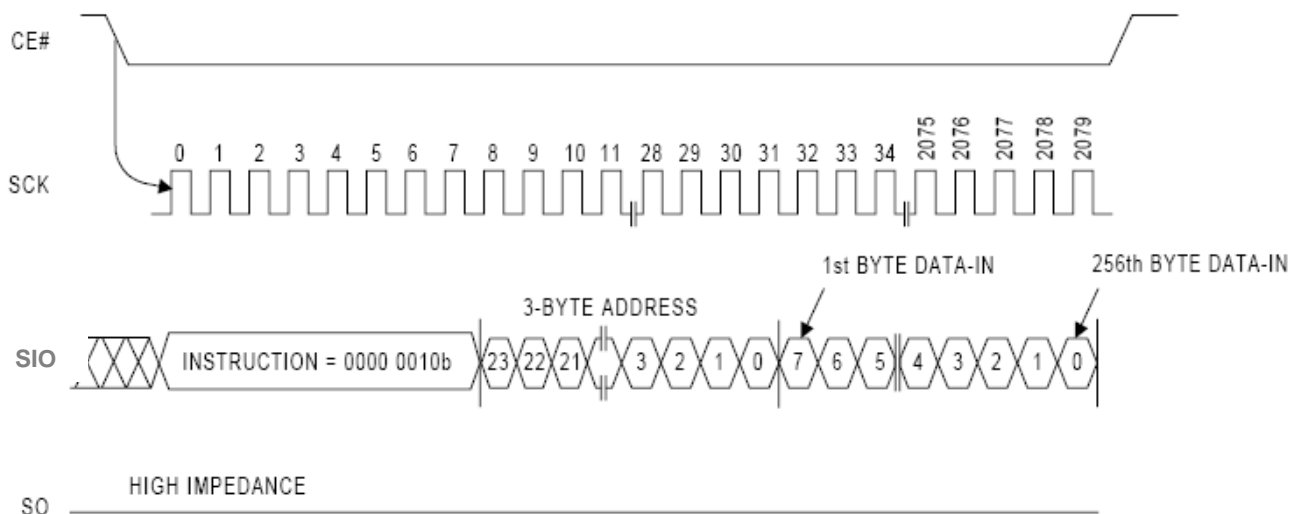 CE#
0 1 2 3 4 5 6 7 8 9 10 11 28 29 30 31 32 33 34 2075 2076 2077 2078 2079
SCK
1st BYTE DATA-IN 256th BYTE DATA-IN
3-BYTE ADDRESS
SIO INSTRUCTION = 0000 0010b 23 22 21 3 2 1 0 7 6 5 4 3 2 1 0
HIGH IMPEDANCE
SO